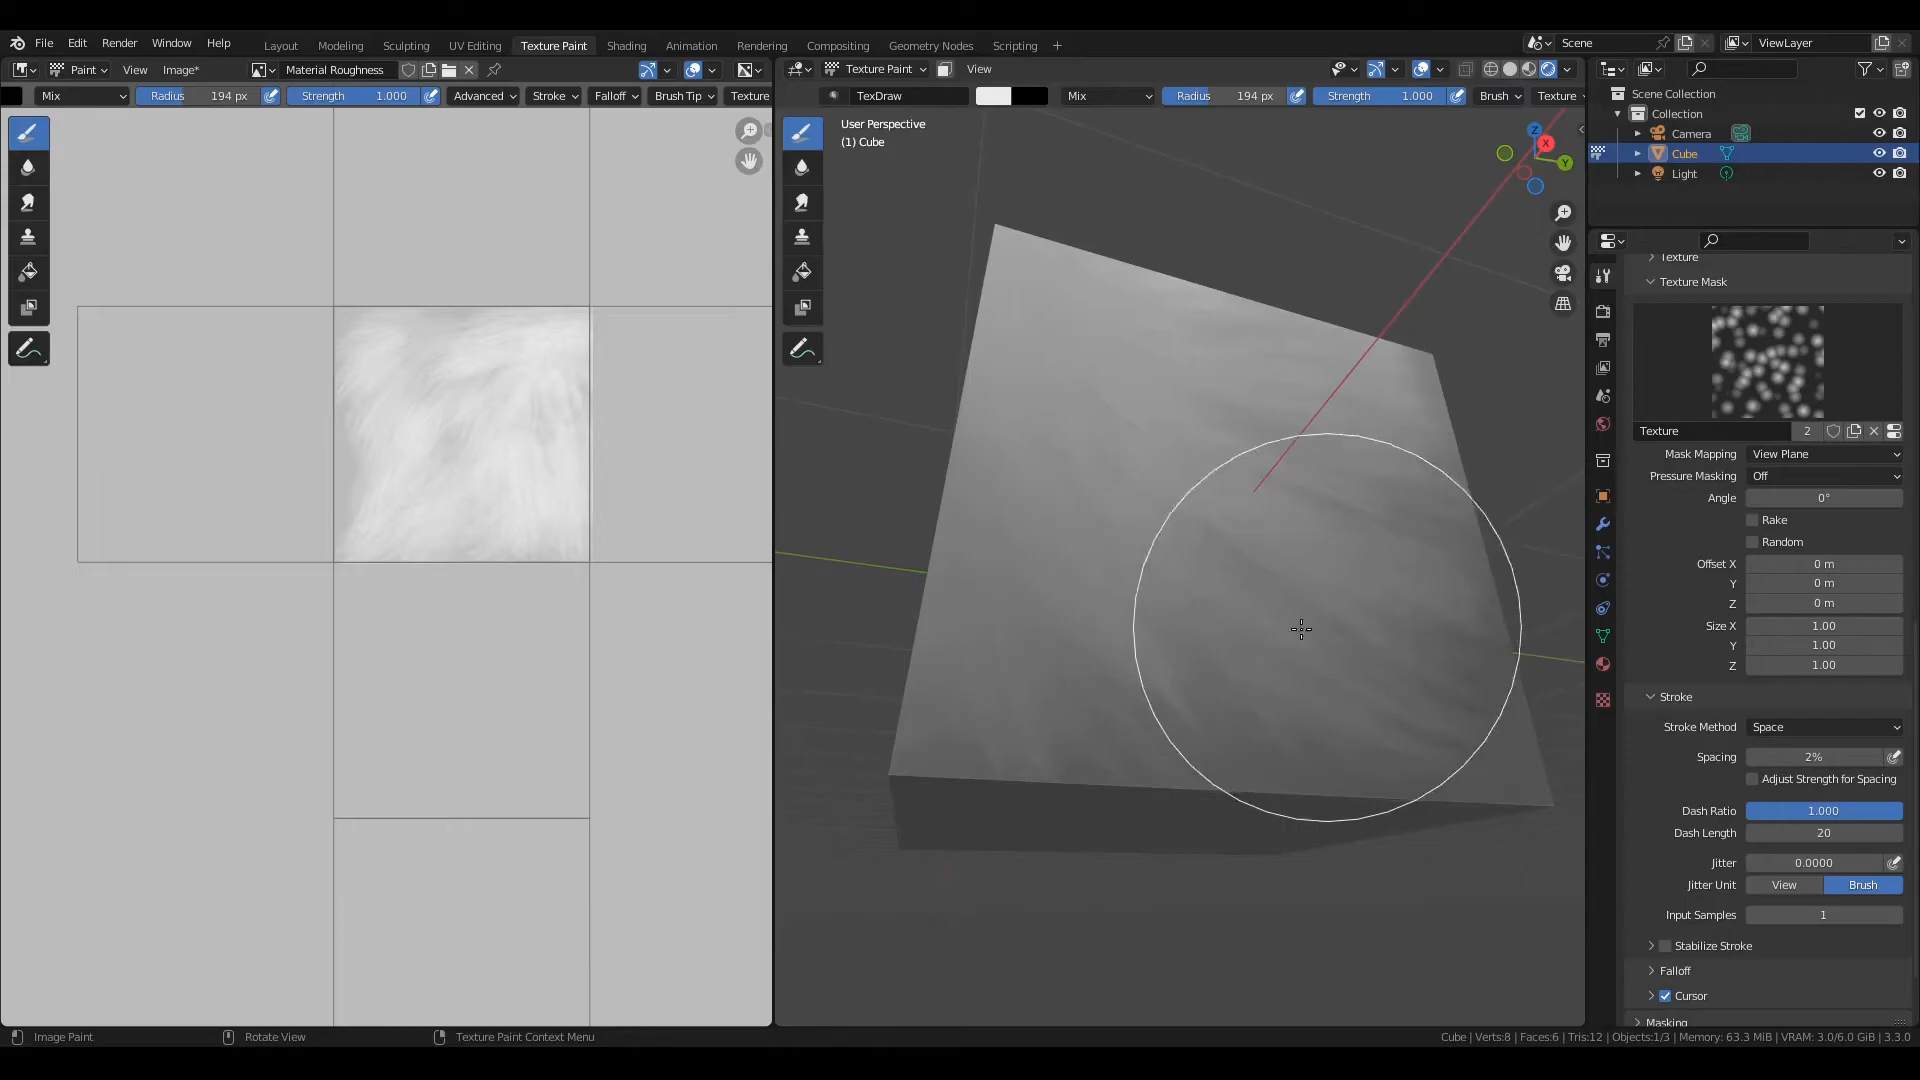 File Edit Render Window Help Layout Modeling Sculpting UV Editing Texture Paint Shading Animation Rendering Compositing Geometry Nodes Scripting + Scene ViewLayer
Paint View Image* Material Roughness Texture Paint View
Mix Radius 194 px Strength 1.000 Advanced Stroke Falloff Brush Tip Texture TexDraw Mix Radius 194 px Strength 1.000 Brush Texture
Scene Collection
Collection
Camera
Cube
Light
User Perspective
(1) Cube
Z
X
Y
Texture
Texture Mask
Texture 2
Mask Mapping View Plane
Pressure Masking Off
Angle 0°
Rake
Random
Offset X 0 m
Y 0 m
Z 0 m
Size X 1.00
Y 1.00
Z 1.00
Stroke
Stroke Method Space
Spacing 2%
Adjust Strength for Spacing
Dash Ratio 1.000
Dash Length 20
Jitter 0.0000
Jitter Unit View Brush
Input Samples 1
Stabilize Stroke
Falloff
Cursor
Masking
Image Paint Rotate View Texture Paint Context Menu Cube | Verts:8 | Faces:6 | Tris:12 | Objects:1/3 | Memory: 63.3 MiB | VRAM: 3.0/6.0 GiB | 3.3.0